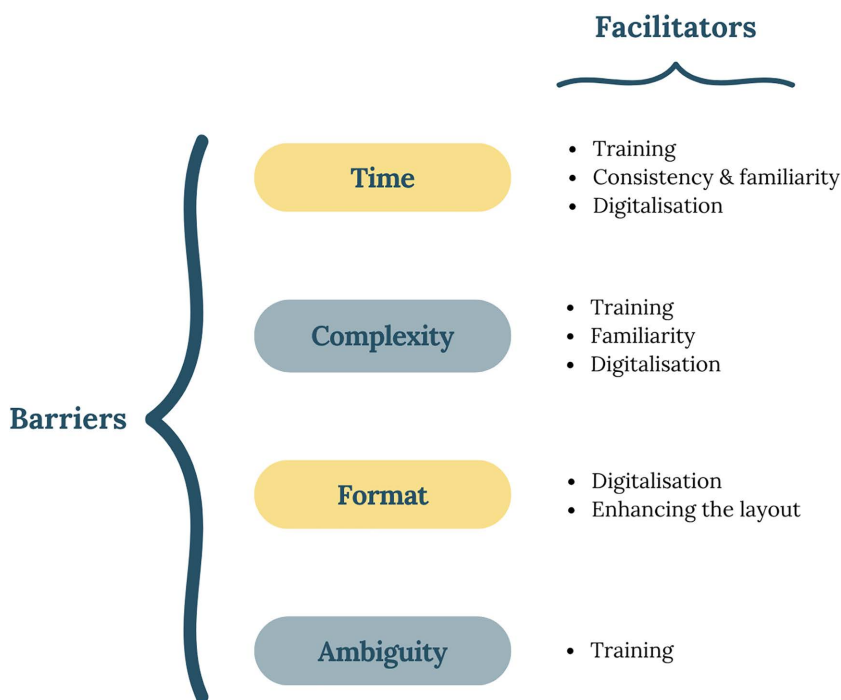 Facilitators
Time
• Training
• Consistency & familiarity
• Digitalisation
Complexity
• Training
• Familiarity
• Digitalisation
Barriers
Format
• Digitalisation
• Enhancing the layout
Ambiguity
• Training